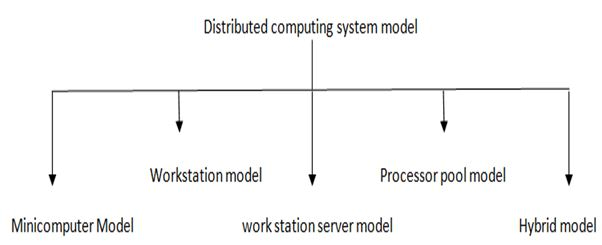 Distributed computing system model
Workstation model
Processor pool model
Minicomputer Model
work station server model
Hybrid model